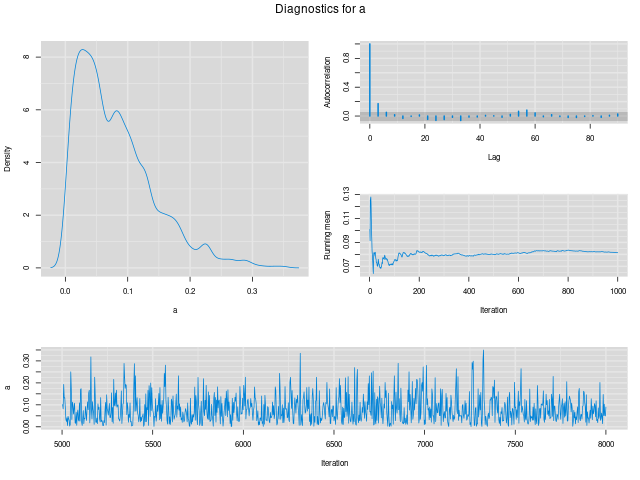 Diagnostics for a
Density
8
6
4
2
0
0.0 0.1 0.2 0.3
a
Autocorrelation
0.8
0.4
0.0
0 20 40 60 80
Lag
Running mean
0.13
0.11
0.09
0.07
0 200 400 600 800 1000
Iteration
a
0.30
0.20
0.10
0.00
5000 5500 6000 6500 7000 7500 8000
Iteration